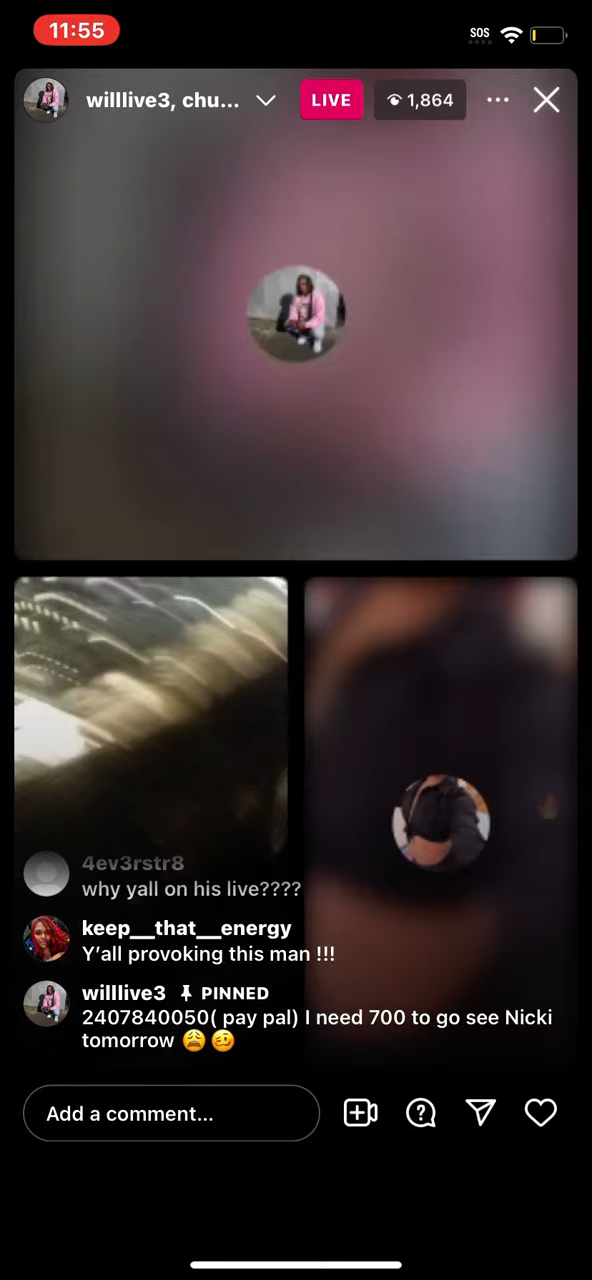 11:55
SOS
willlive3, chu...
LIVE
1,864
4ev3rstr8
why yall on his live????
keep__that__energy
Y’all provoking this man !!!
willlive3 PINNED
2407840050( pay pal) I need 700 to go see Nicki
tomorrow 😩🥴
Add a comment...